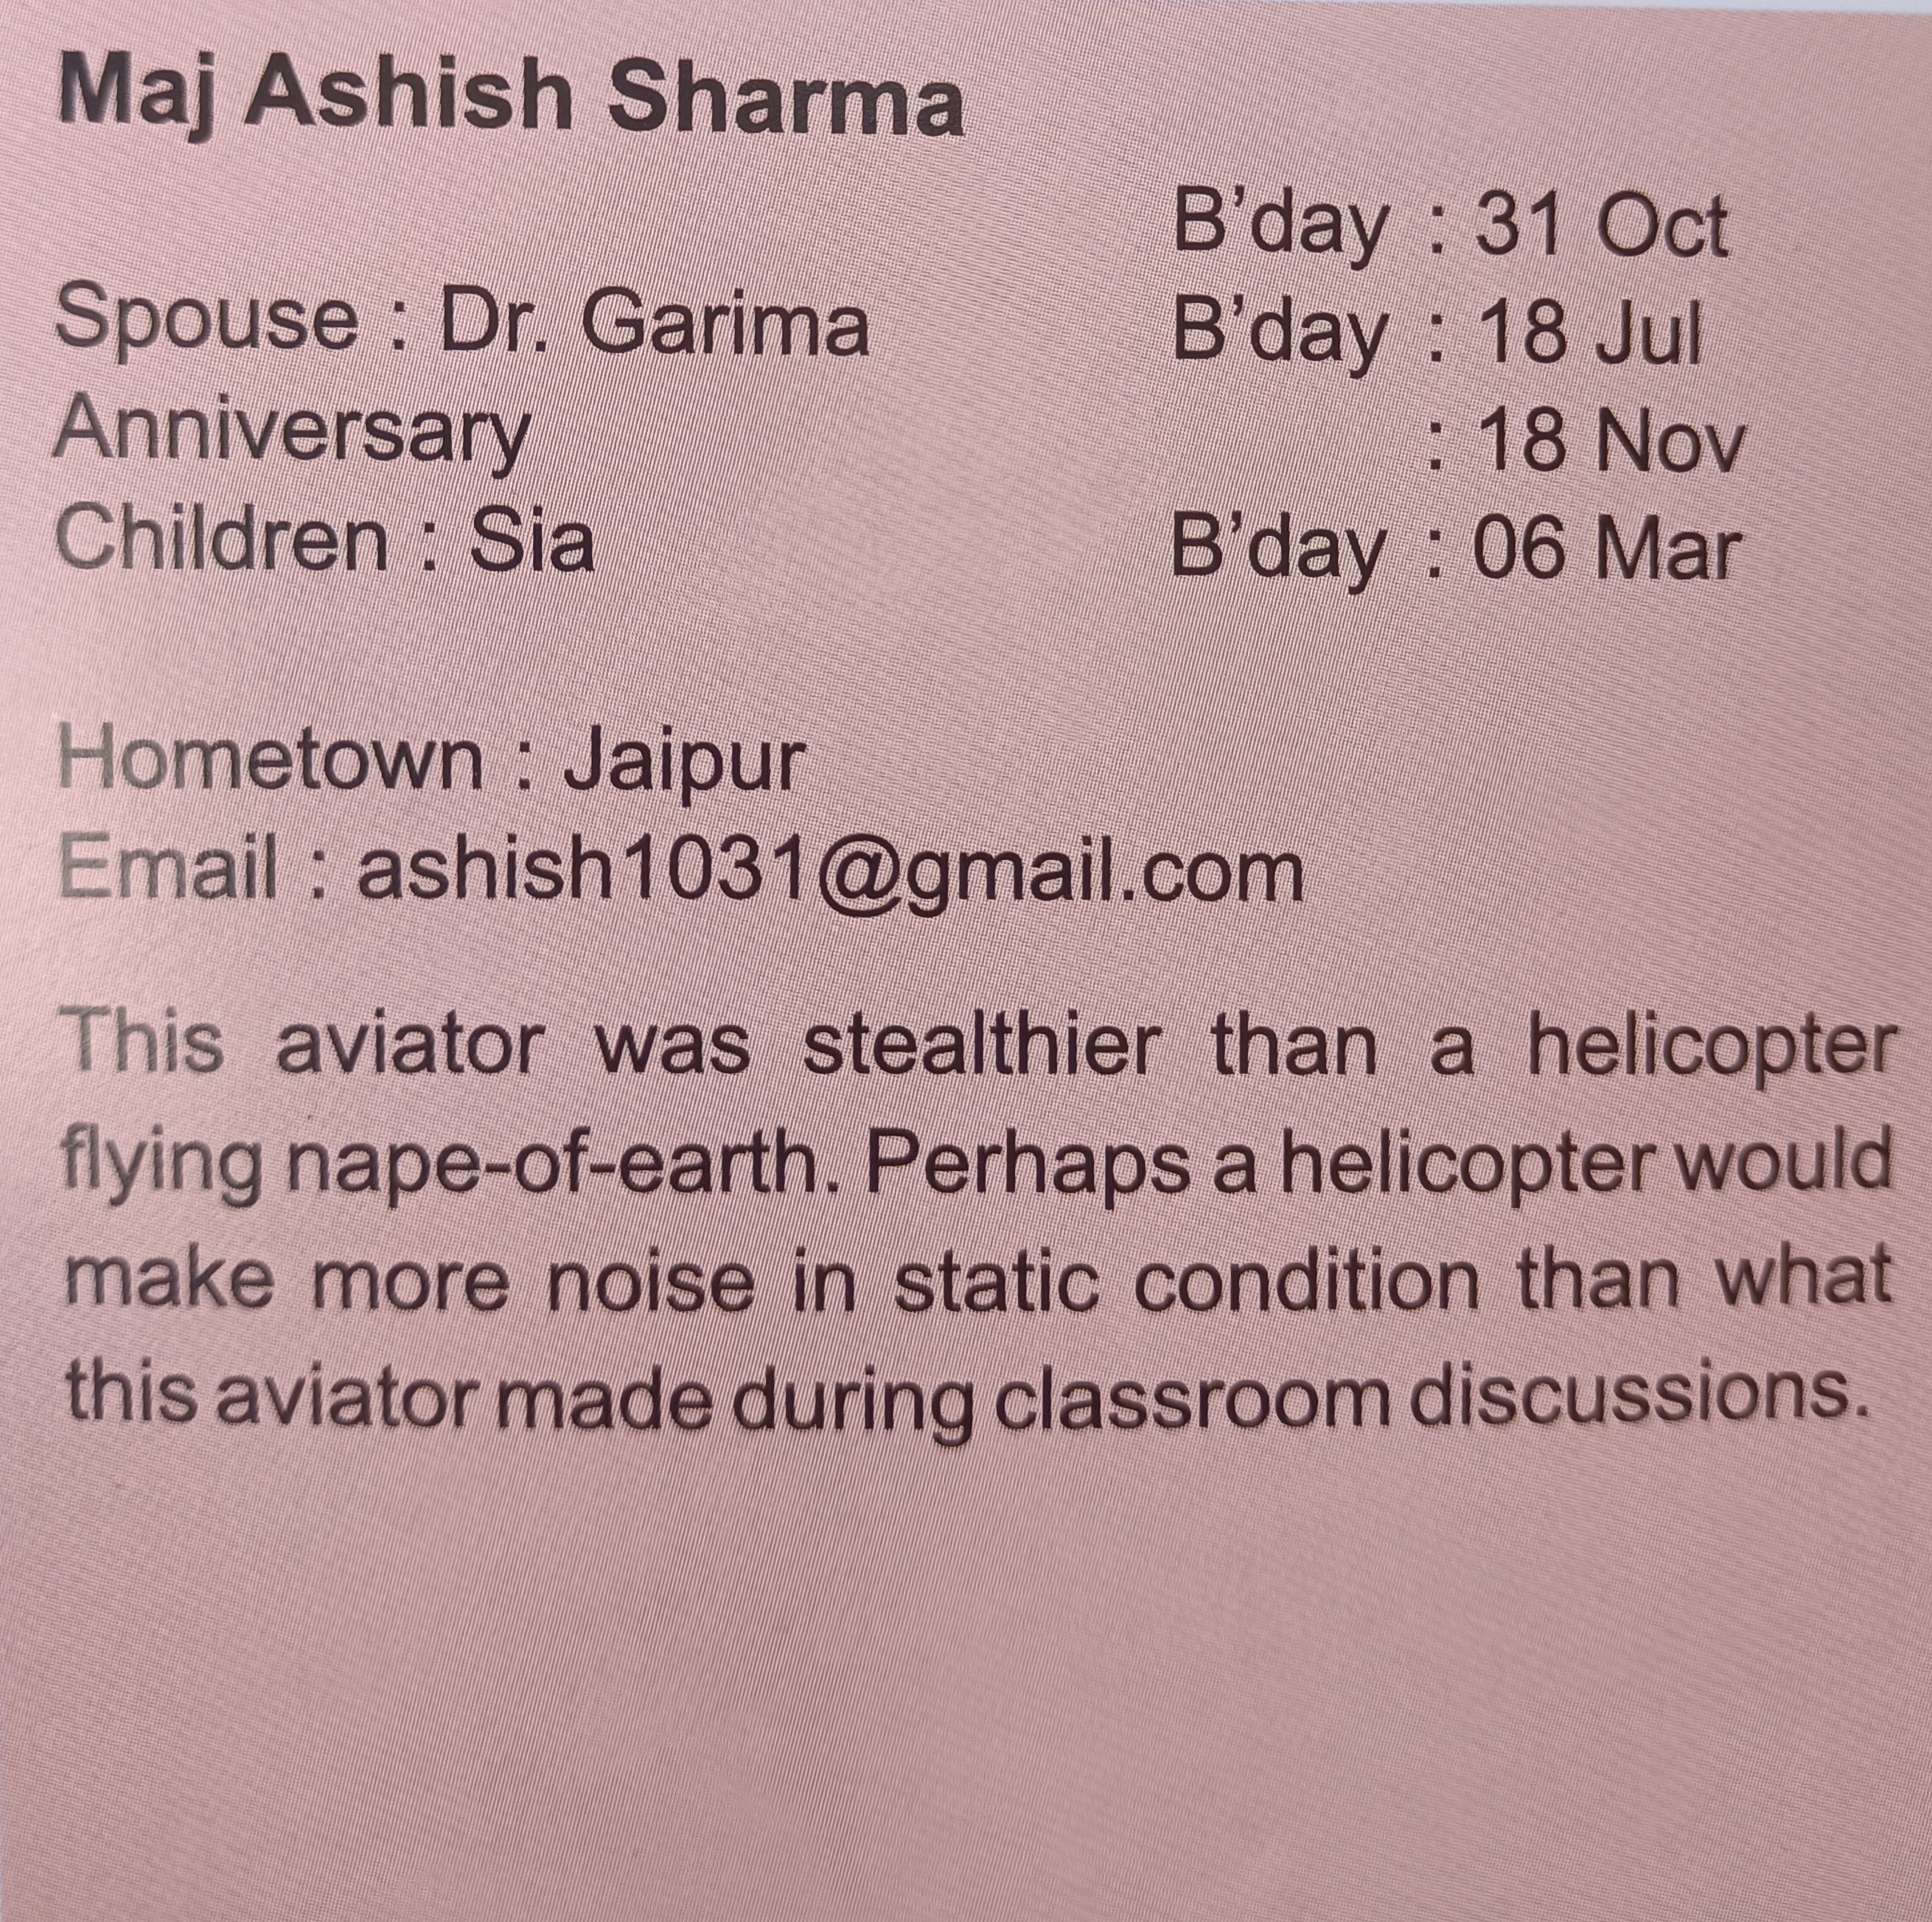 Maj Ashish Sharma
B’day : 31 Oct
Spouse : Dr. Garima B’day : 18 Jul
Anniversary : 18 Nov
Children : Sia B’day : 06 Mar
Hometown : Jaipur
Email : ashish1031@gmail.com
This aviator was stealthier than a helicopter
flying nape-of-earth. Perhaps a helicopter would
make more noise in static condition than what
this aviator made during classroom discussions.